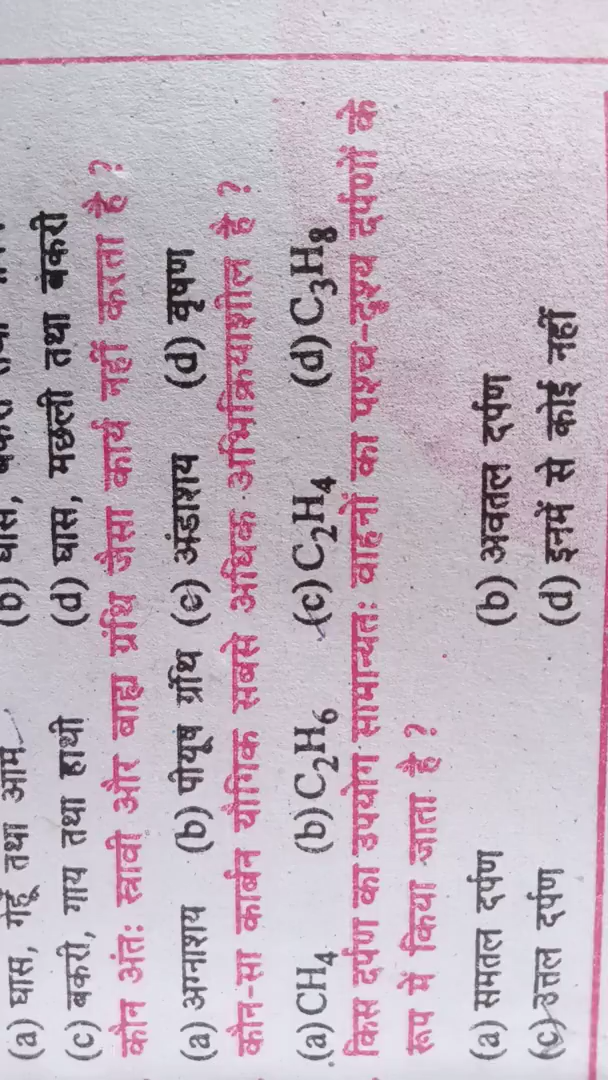 (a) घास, गेहूँ तथा आम (b) घास,
(c) बकरी, गाय तथा हाथी (d) घास, मछली तथा बकरी
कौन अंतः स्त्रावी और बाह्य ग्रंथि जैसा कार्य नहीं करता है ?
(a) अग्नाशय (b) पीयूष ग्रंथि (c) अंडाशय (d) वृषण
कौन-सा कार्बन यौगिक सबसे अधिक अभिक्रियाशील है ?
(a) CH₄ (b) C₂H₆ (c) C₂H₄ (d) C₃H₈
किस दर्पण का उपयोग सामान्यतः वाहनों का पश्च-दृश्य दर्पणों के
रूप में किया जाता है ?
(a) समतल दर्पण (b) अवतल दर्पण
(c) उत्तल दर्पण (d) इनमें से कोई नहीं